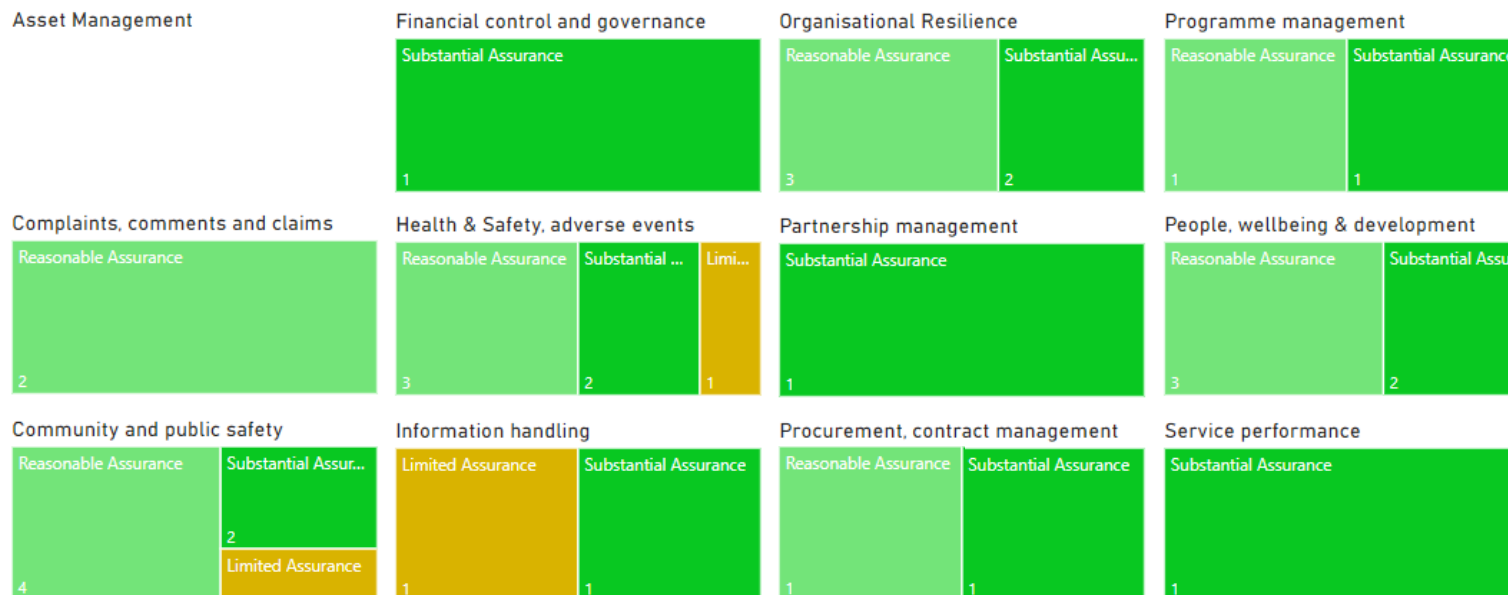 Asset Management
Financial control and governance
Substantial Assurance
1
Organisational Resilience
Reasonable Assurance
3
Substantial Assu...
2
Programme management
Reasonable Assurance
1
Substantial Assurance
1
Complaints, comments and claims
Reasonable Assurance
2
Health & Safety, adverse events
Reasonable Assurance
3
Substantial ...
2
Limi...
1
Partnership management
Substantial Assurance
1
People, wellbeing & development
Reasonable Assurance
3
Substantial Assu
2
Community and public safety
Reasonable Assurance
4
Substantial Assur...
2
Limited Assurance
Information handling
Limited Assurance
1
Substantial Assurance
1
Procurement, contract management
Reasonable Assurance
1
Substantial Assurance
1
Service performance
Substantial Assurance
1